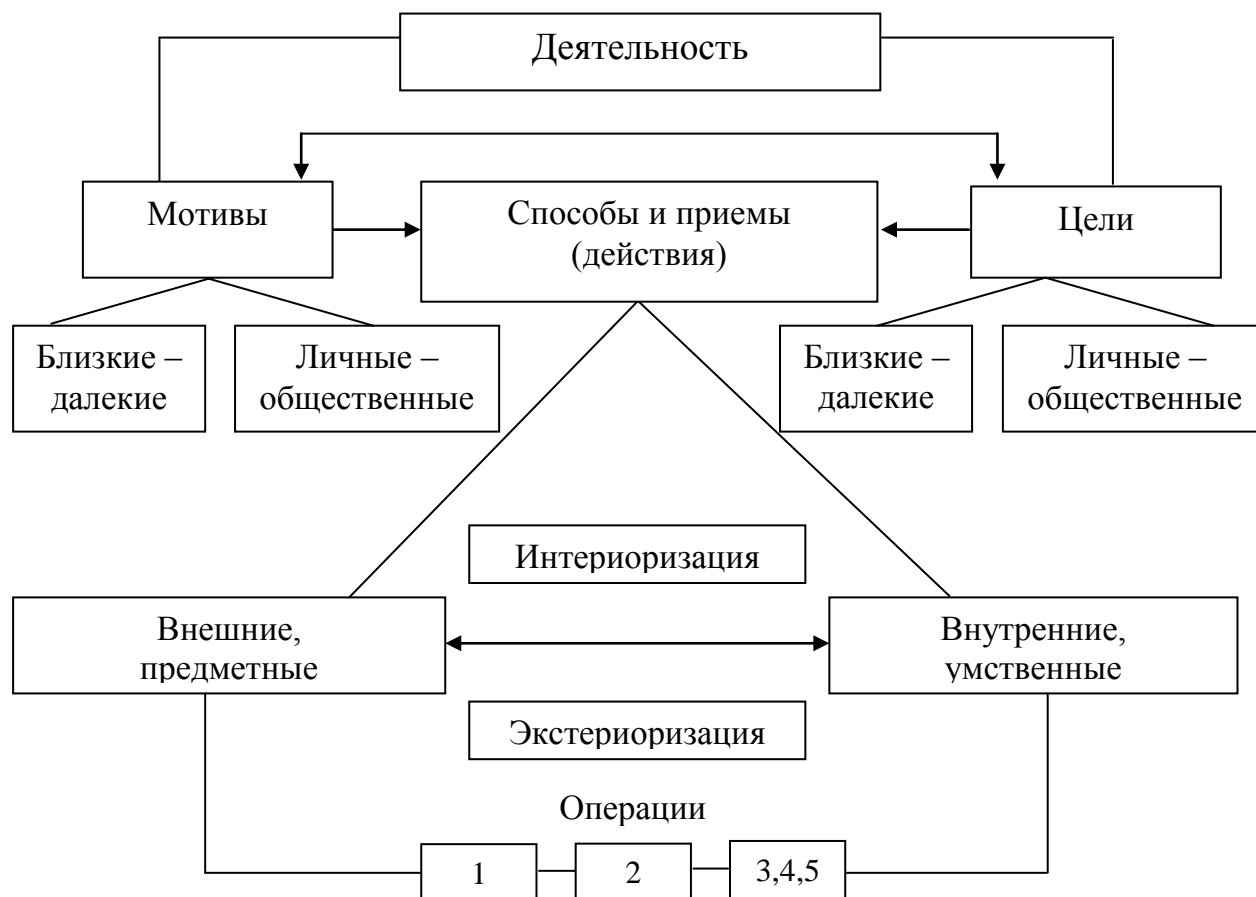 Деятельность
Мотивы
Способы и приемы
(действия)
Цели
Близкие –
далекие
Личные –
общественные
Близкие –
далекие
Личные –
общественные
Интериоризация
Внешние,
предметные
Внутренние,
умственные
Экстериоризация
Операции
1
2
3,4,5